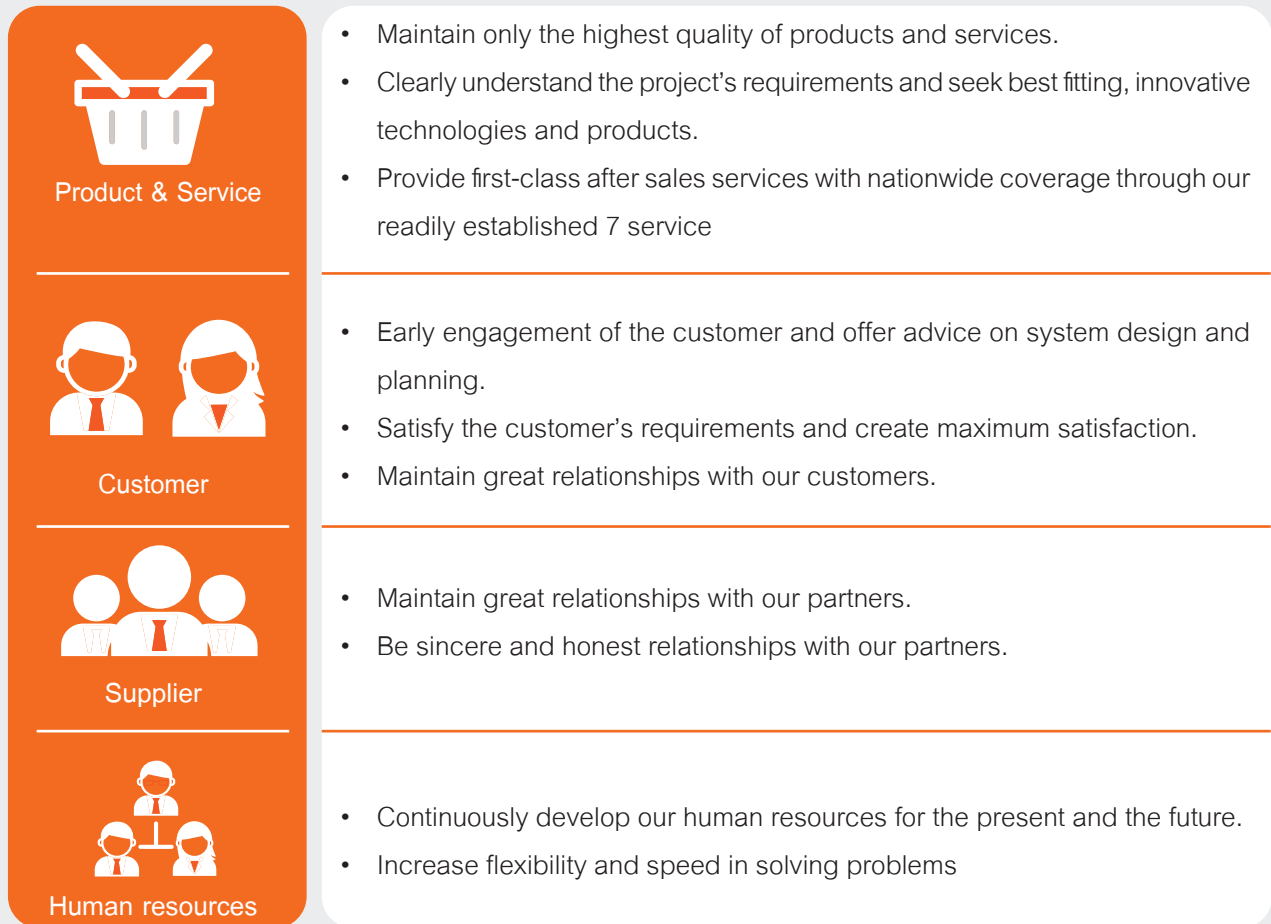 Product & Service
• Maintain only the highest quality of products and services.
• Clearly understand the project's requirements and seek best fitting, innovative
technologies and products.
• Provide first-class after sales services with nationwide coverage through our
readily established 7 service
Customer
• Early engagement of the customer and offer advice on system design and
planning.
• Satisfy the customer's requirements and create maximum satisfaction.
• Maintain great relationships with our customers.
Supplier
• Maintain great relationships with our partners.
• Be sincere and honest relationships with our partners.
Human resources
• Continuously develop our human resources for the present and the future.
• Increase flexibility and speed in solving problems